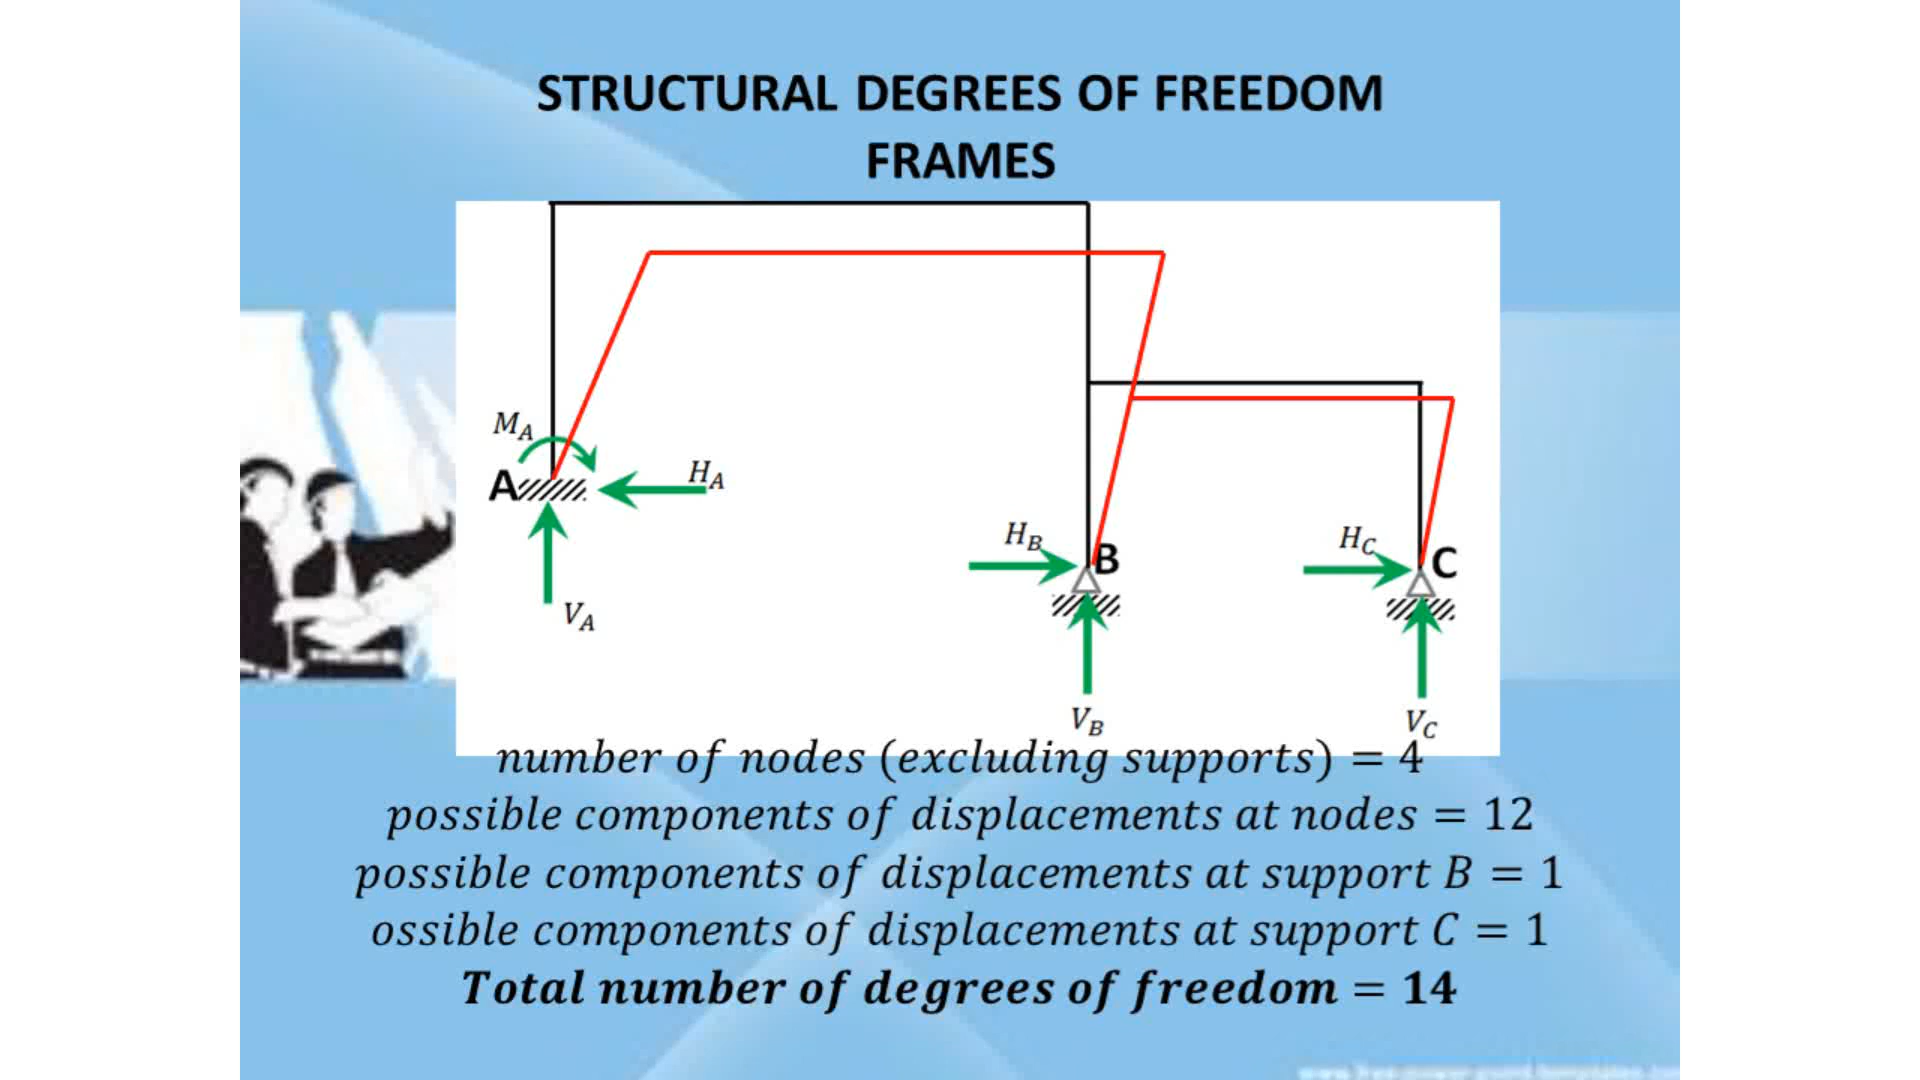 STRUCTURAL DEGREES OF FREEDOM
FRAMES
M_A
A
H_A
V_A
H_B
B
H_C
C
V_B
V_C
number of nodes (excluding supports) = 4
possible components of displacements at nodes = 12
possible components of displacements at support B = 1
ossible components of displacements at support C = 1
Total number of degrees of freedom = 14